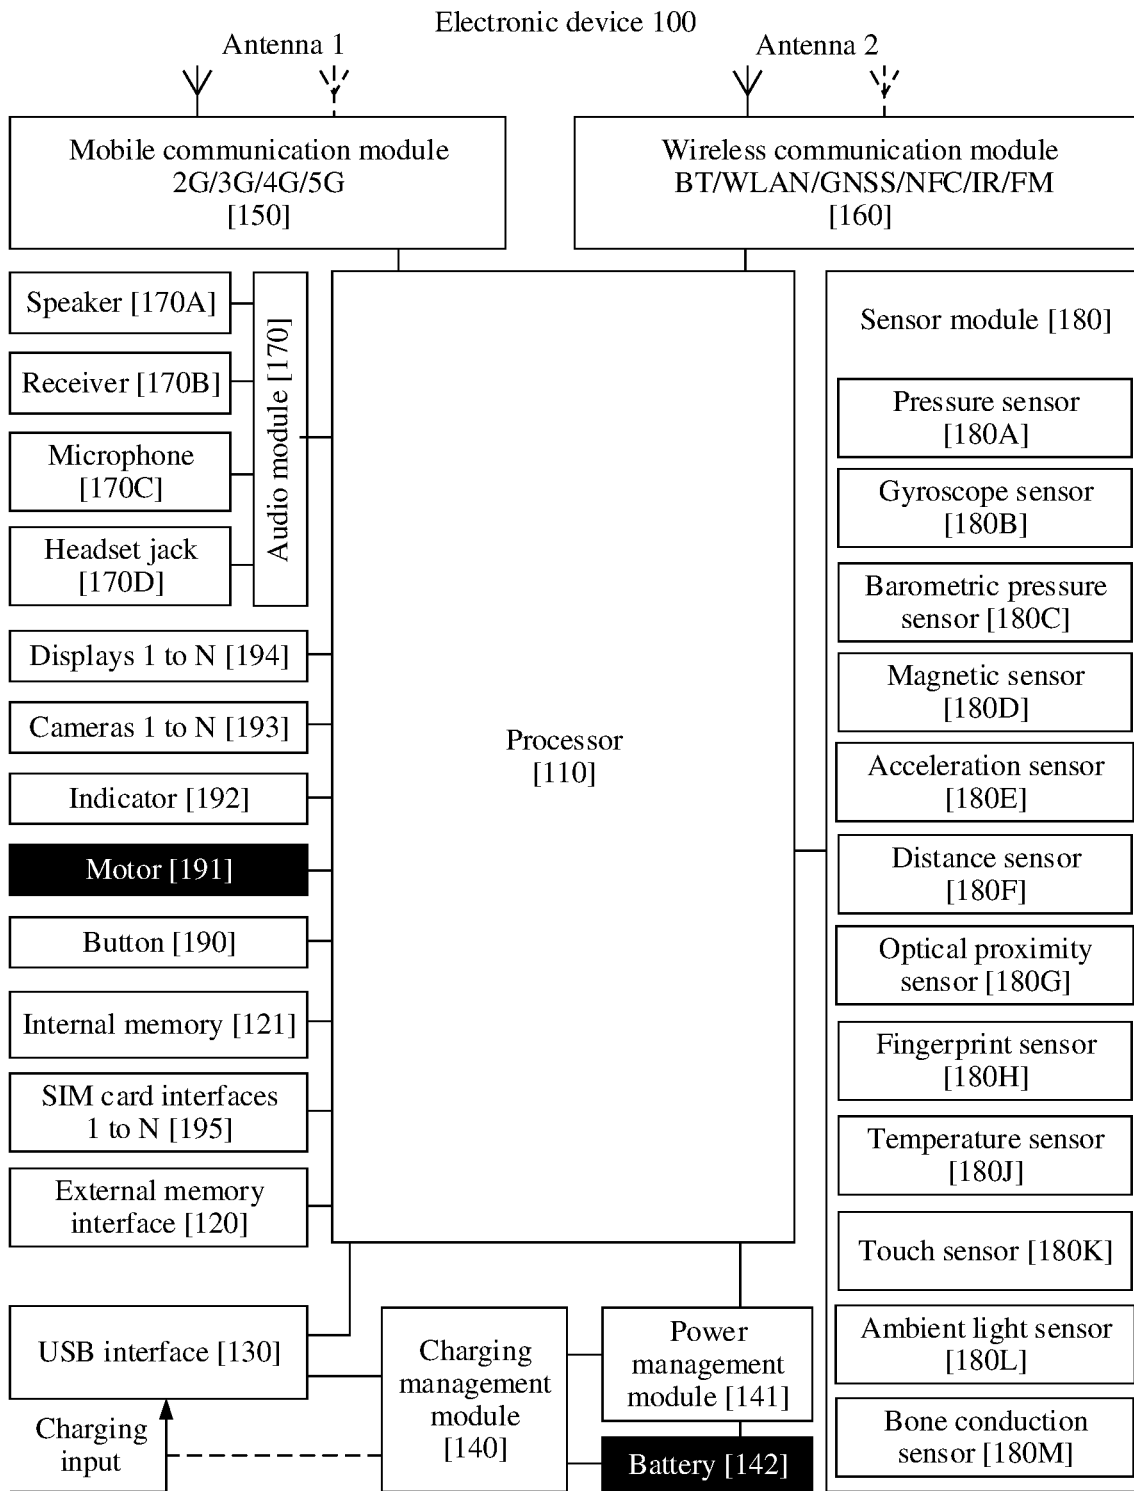 Electronic device 100
Antenna 1
Antenna 2
Mobile communication module
2G/3G/4G/5G
[150]
Wireless communication module
BT/WLAN/GNSS/NFC/IR/FM
[160]
Speaker [170A]
Receiver [170B]
Microphone
[170C]
Headset jack
[170D]
Audio module [170]
Displays 1 to N [194]
Cameras 1 to N [193]
Indicator [192]
Motor [191]
Button [190]
Internal memory [121]
SIM card interfaces
1 to N [195]
External memory
interface [120]
Processor
[110]
Sensor module [180]
Pressure sensor
[180A]
Gyroscope sensor
[180B]
Barometric pressure
sensor [180C]
Magnetic sensor
[180D]
Acceleration sensor
[180E]
Distance sensor
[180F]
Optical proximity
sensor [180G]
Fingerprint sensor
[180H]
Temperature sensor
[180J]
Touch sensor [180K]
Ambient light sensor
[180L]
Bone conduction
sensor [180M]
USB interface [130]
Charging
input
Charging
management
module
[140]
Power
management
module [141]
Battery [142]